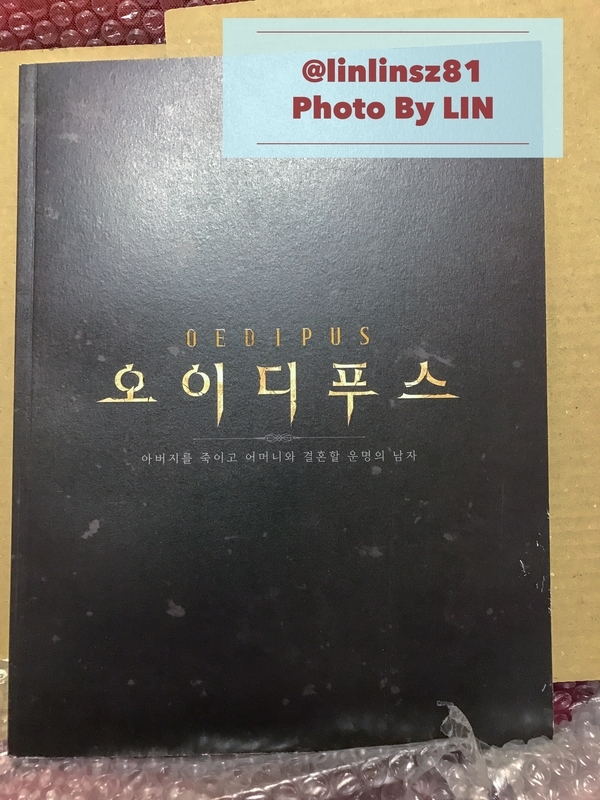 @linlinsz81
Photo By LIN
OEDIPUS
오이디푸스
아버지를 죽이고 어머니와 결혼할 운명의 남자